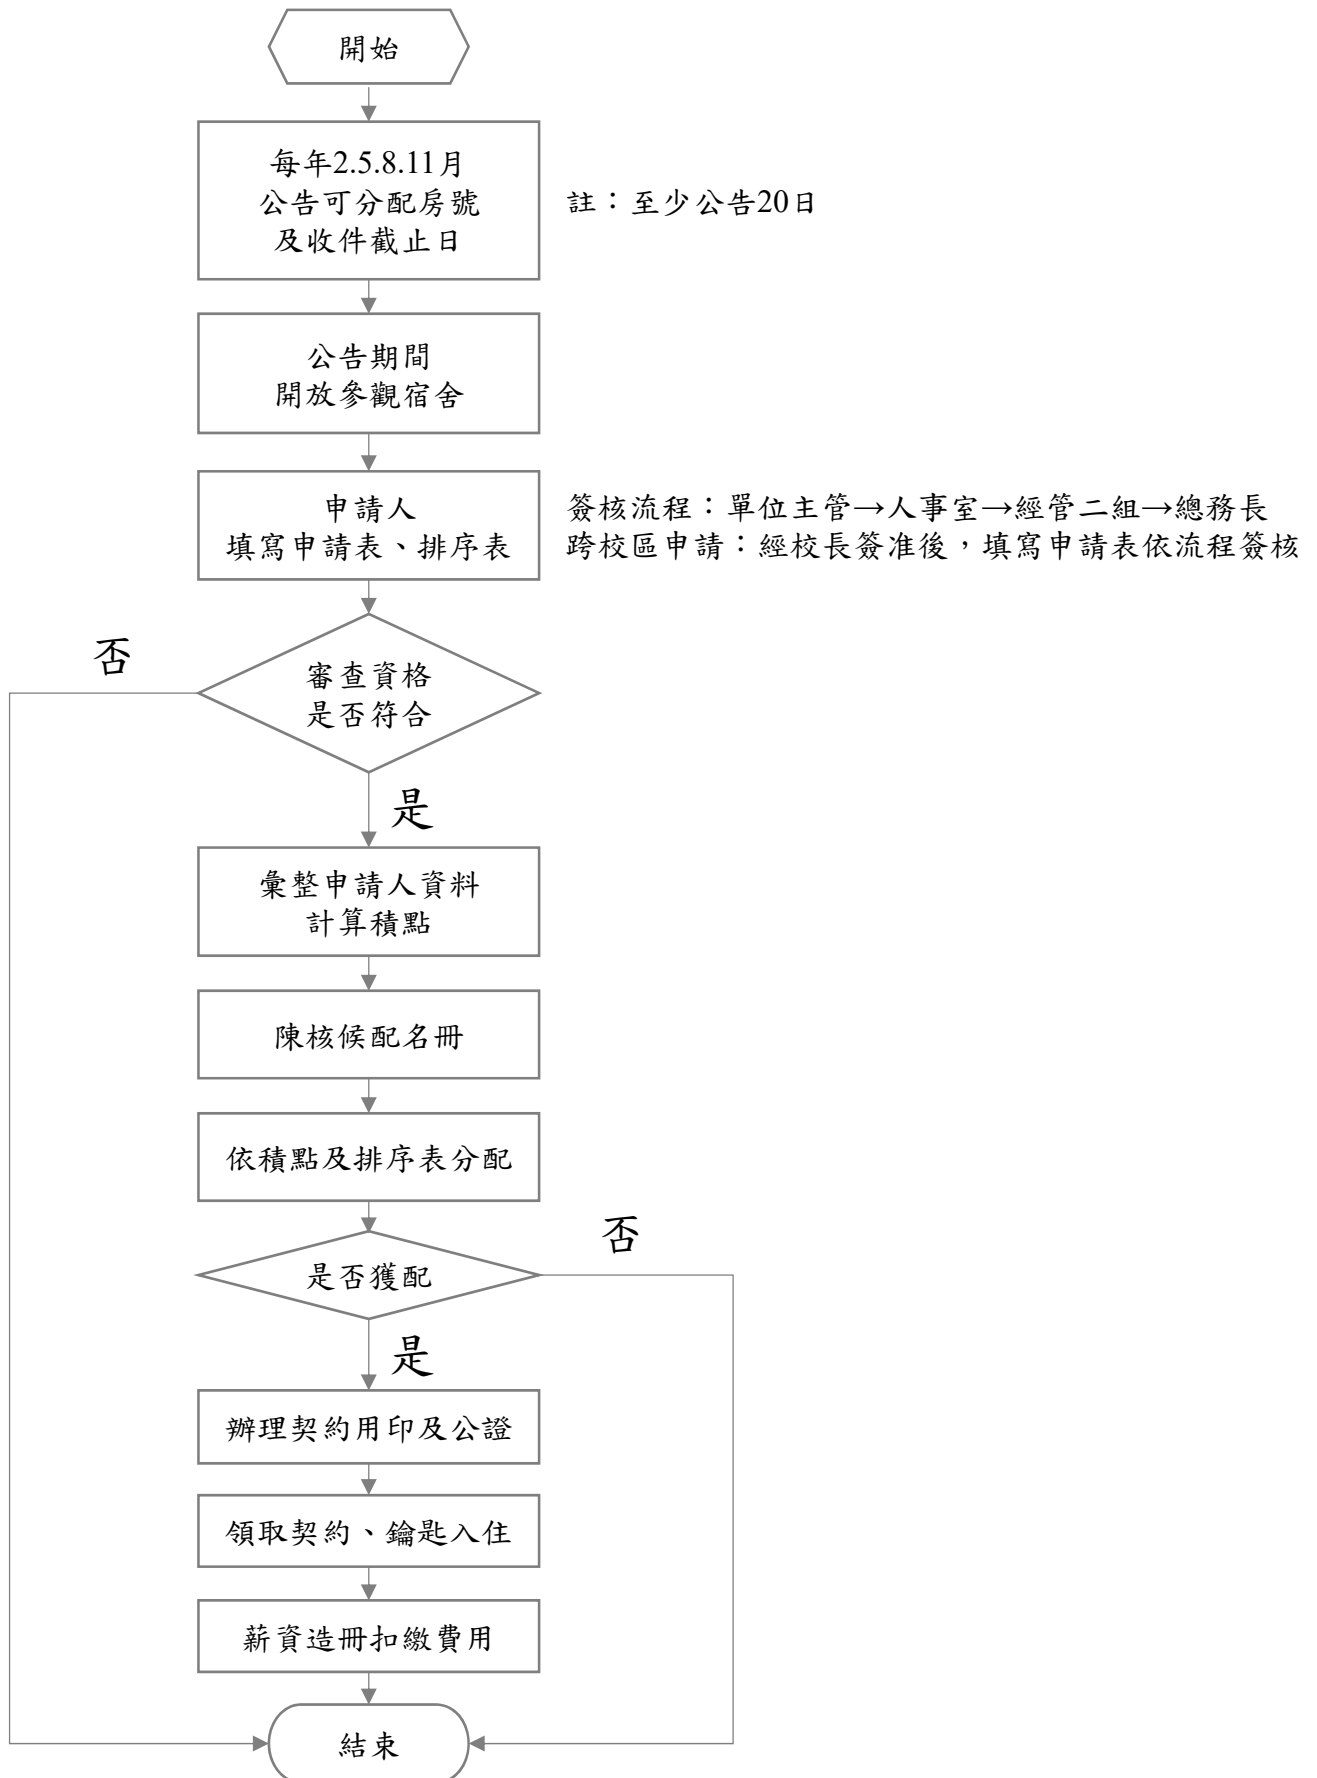 開始
每年2.5.8.11月
公告可分配房號
及收件截止日
註：至少公告20日
公告期間
開放參觀宿舍
申請人
填寫申請表、排序表
簽核流程：單位主管→人事室→經管二組→總務長
跨校區申請：經校長簽准後，填寫申請表依流程簽核
否
審查資格
是否符合
是
彙整申請人資料
計算積點
陳核候配名冊
依積點及排序表分配
否
是否獲配
是
辦理契約用印及公證
領取契約、鑰匙入住
薪資造冊扣繳費用
結束